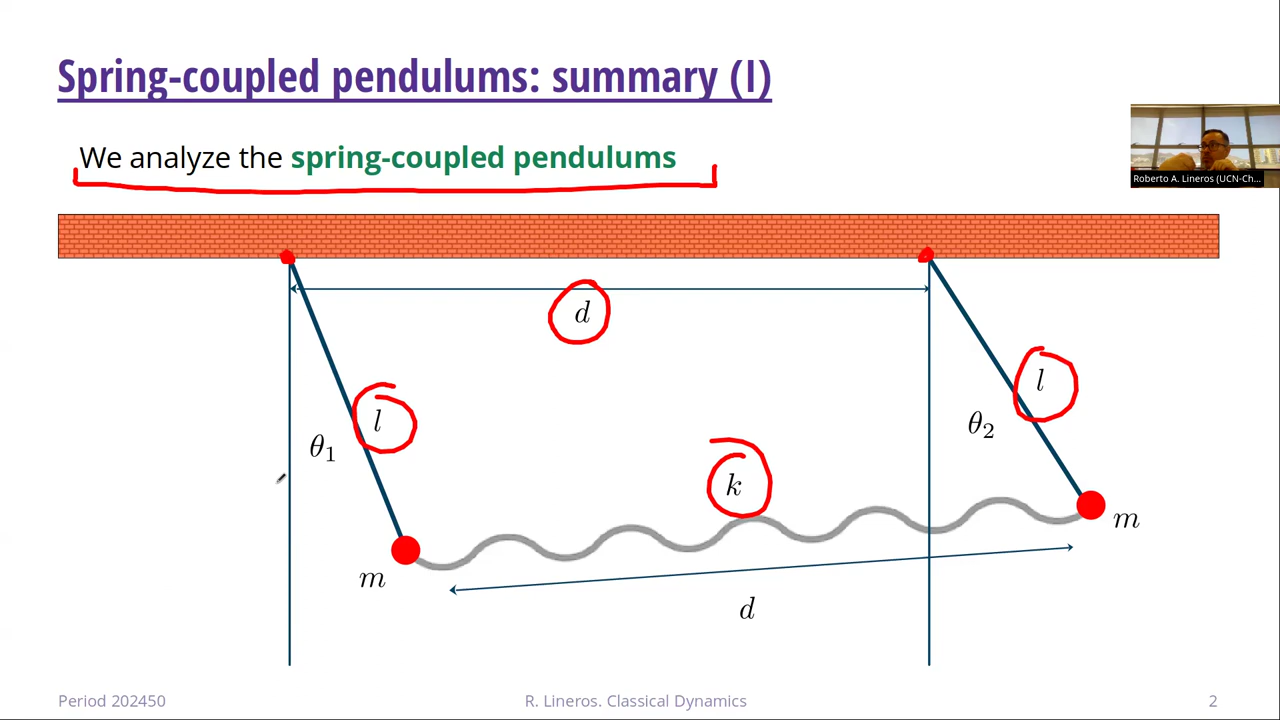 Spring-coupled pendulums: summary (I)
We analyze the spring-coupled pendulums
Roberto A. Lineros (UCN-Ch...
d
l
l
θ₁
θ₂
k
m
m
d
Period 202450
R. Lineros. Classical Dynamics
2